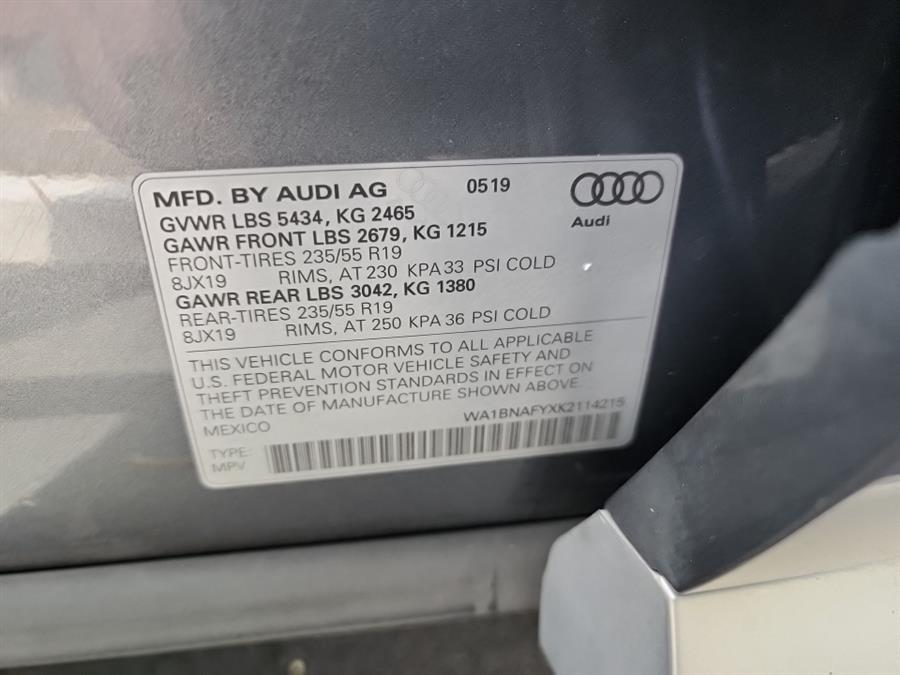 MFD. BY AUDI AG 0519
GVWR LBS 5434, KG 2465
Audi
GAWR FRONT LBS 2679, KG 1215
FRONT-TIRES 235/55 R19
8JX19 RIMS, AT 230 KPA 33 PSI COLD
GAWR REAR LBS 3042, KG 1380
REAR-TIRES 235/55 R19
8JX19 RIMS, AT 250 KPA 36 PSI COLD
THIS VEHICLE CONFORMS TO ALL APPLICABLE
U.S. FEDERAL MOTOR VEHICLE SAFETY AND
THEFT PREVENTION STANDARDS IN EFFECT ON
THE DATE OF MANUFACTURE SHOWN ABOVE.
MEXICO WA1BNAFYXK2114215
TYPE:
MPV